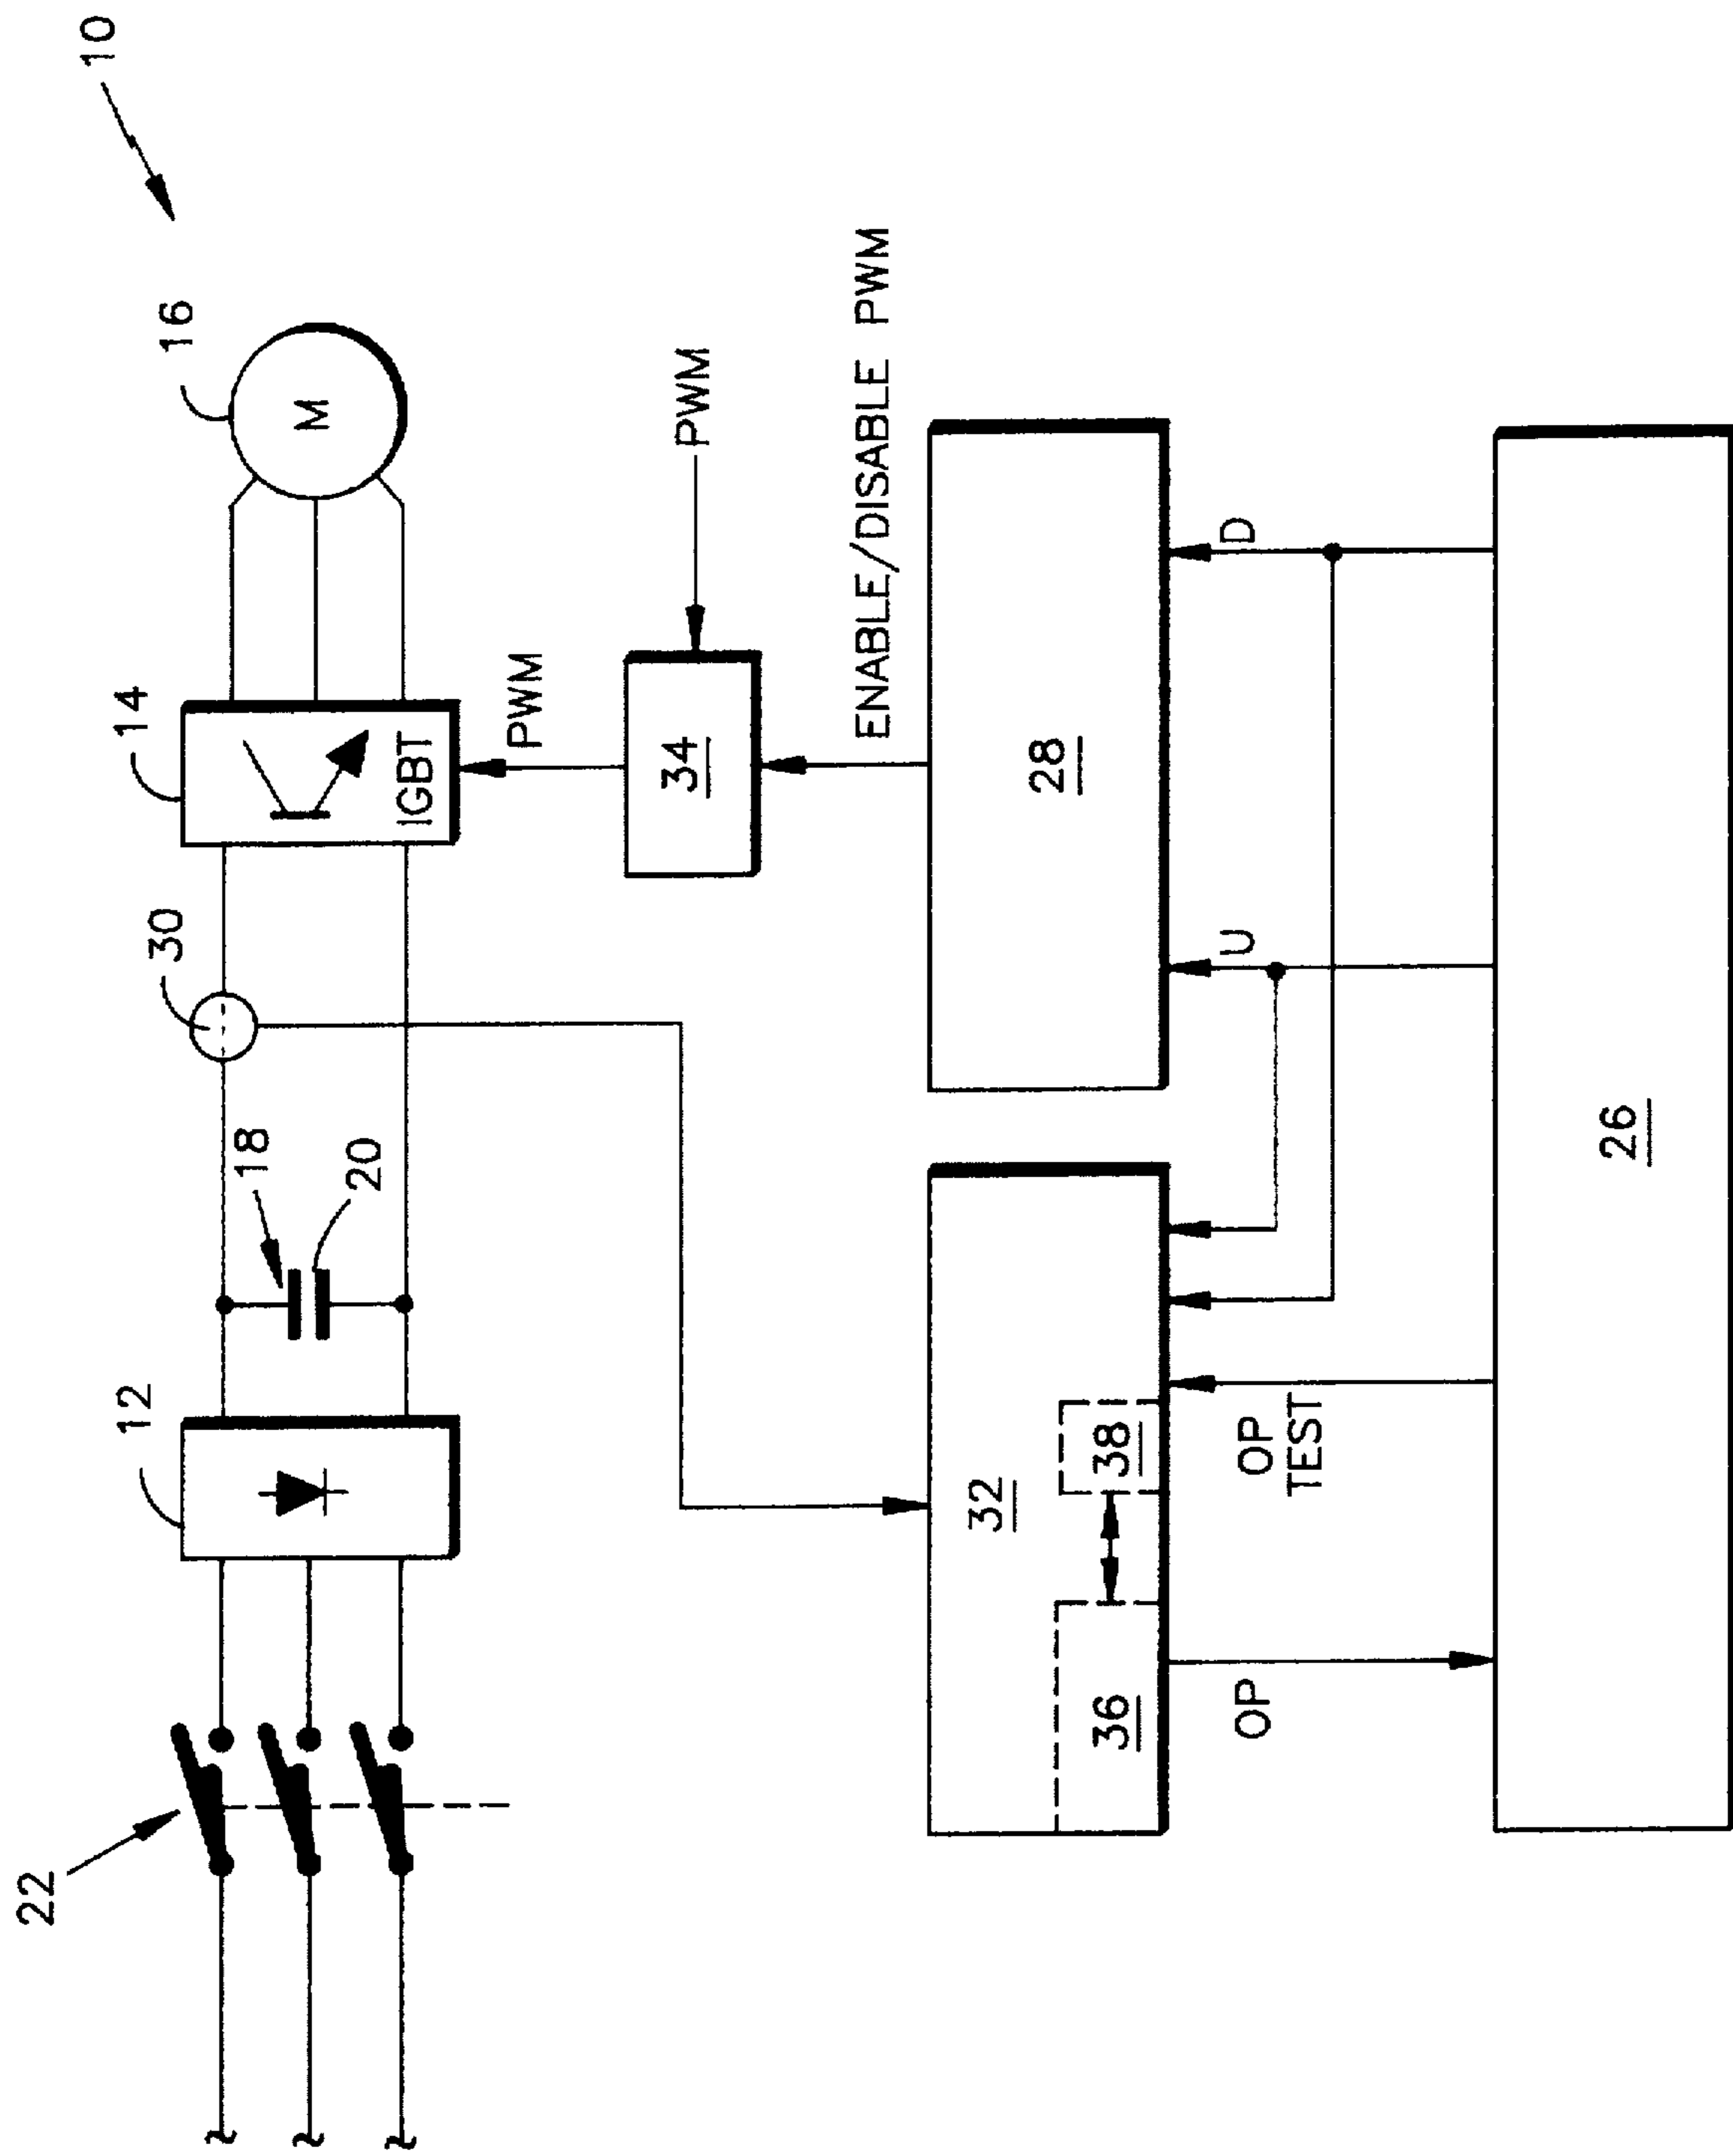 10
16
M
14
IGBT
PWM
34
PWM
ENABLE/DISABLE PWM
30
18
20
12
22
28
U
D
32
38
36
OP
TEST
OP
26